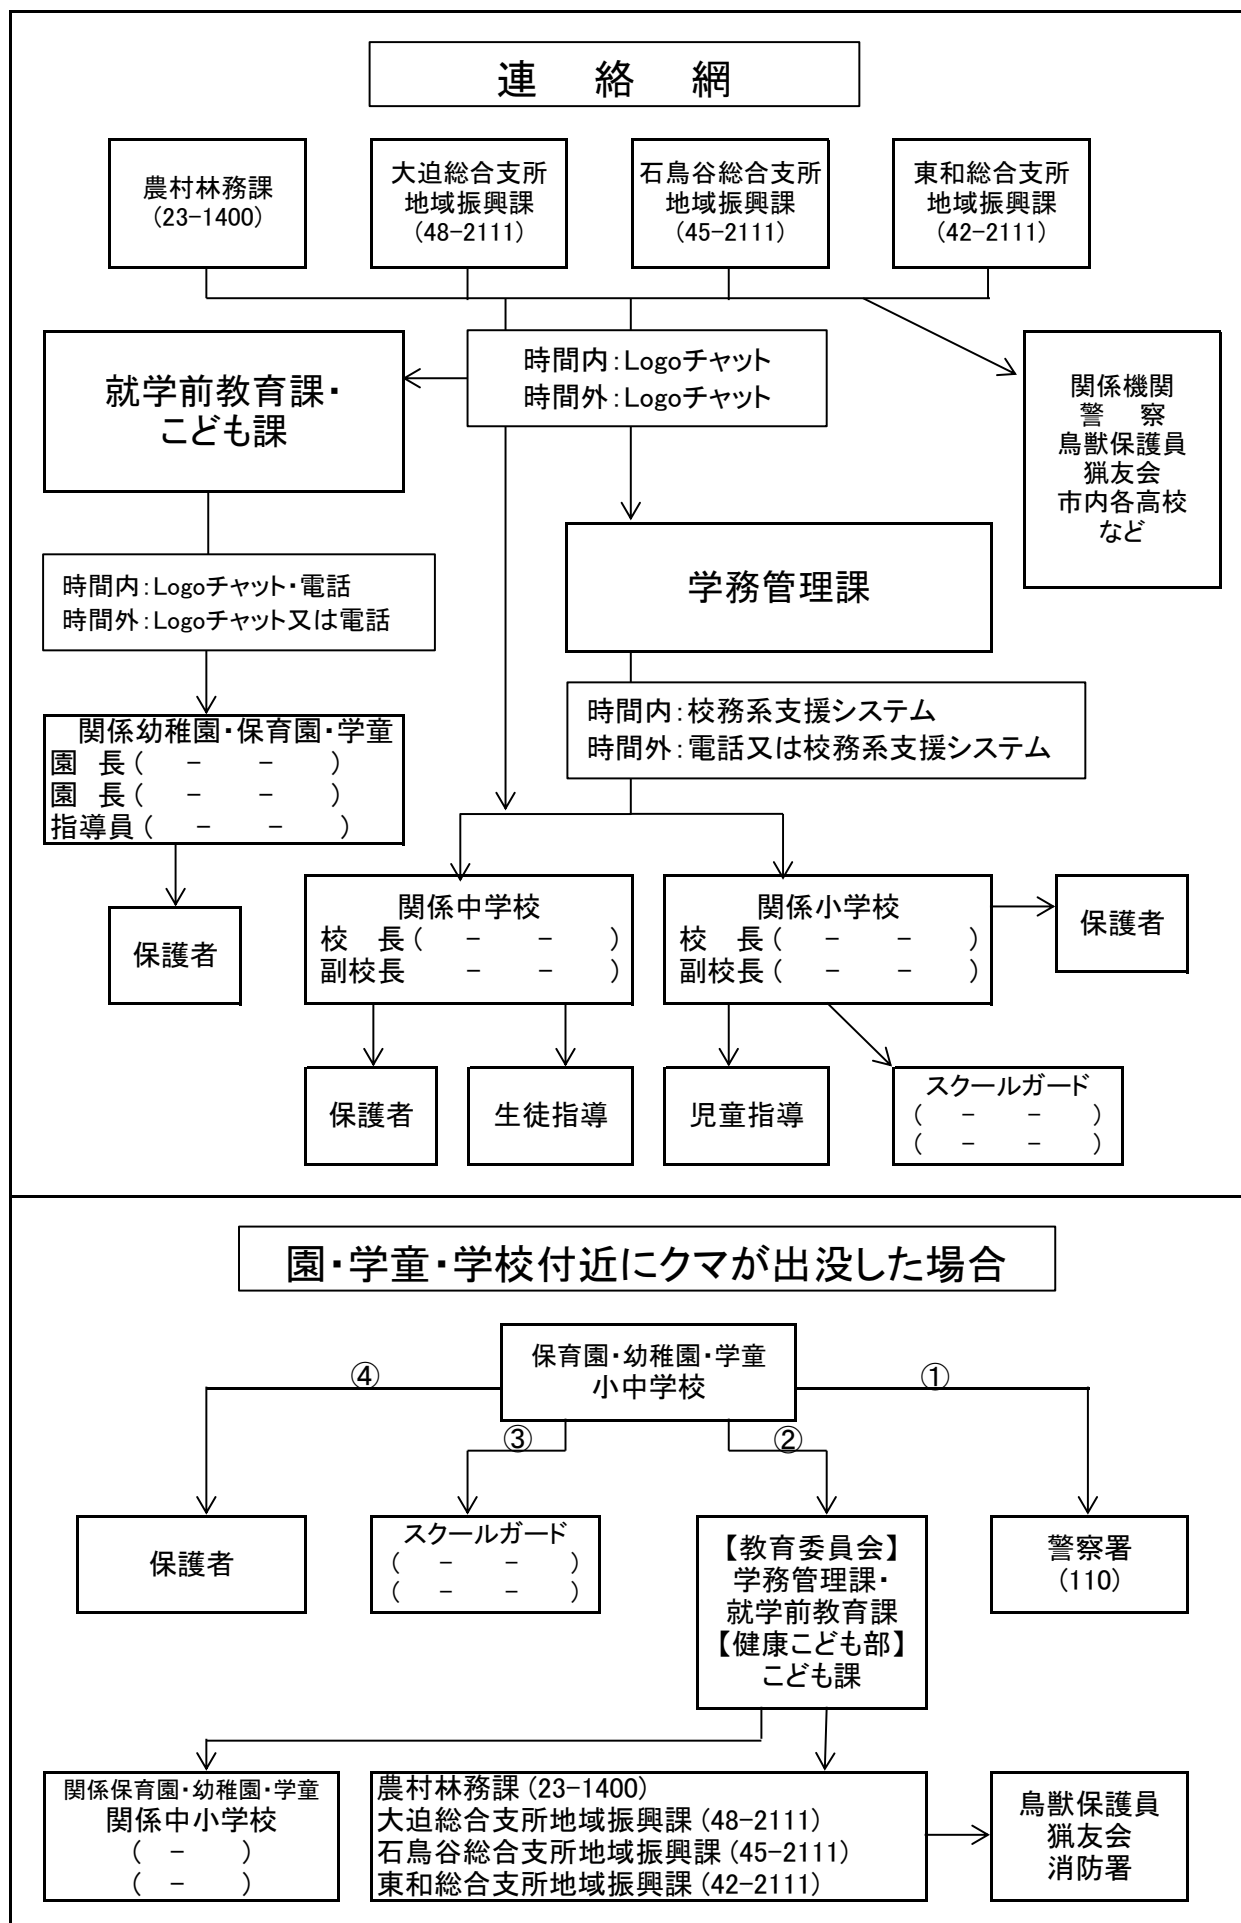 連　絡　網
農村林務課
(23-1400)
大迫総合支所
地域振興課
(48-2111)
石鳥谷総合支所
地域振興課
(45-2111)
東和総合支所
地域振興課
(42-2111)
時間内：Logoチャット
時間外：Logoチャット
就学前教育課・
こども課
関係機関
警　察
鳥獣保護員
猟友会
市内各高校
など
学務管理課
時間内：Logoチャット・電話
時間外：Logoチャット又は電話
時間内：校務系支援システム
時間外：電話又は校務系支援システム
関係幼稚園・保育園・学童
園　長（　－　－　）
園　長（　－　－　）
指導員（　－　－　）
保護者
関係中学校
校　長（　－　－　）
副校長　－　－　）
関係小学校
校　長（　－　－　）
副校長（　－　－　）
保護者
保護者
生徒指導
児童指導
スクールガード
（　－　－　）
（　－　－　）
園・学童・学校付近にクマが出没した場合
保育園・幼稚園・学童
小中学校
④
①
③
②
保護者
スクールガード
（　－　－　）
（　－　－　）
【教育委員会】
学務管理課・
就学前教育課
【健康こども部】
こども課
警察署
(110)
関係保育園・幼稚園・学童
関係中小学校
（　－　）
（　－　）
農村林務課（23-1400）
大迫総合支所地域振興課（48-2111）
石鳥谷総合支所地域振興課（45-2111）
東和総合支所地域振興課（42-2111）
鳥獣保護員
猟友会
消防署